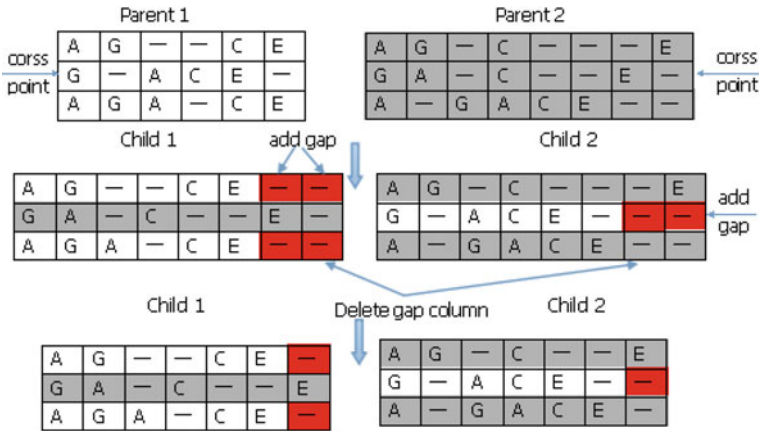 Parent 1
Parent 2
corss point
A G — — C E
G - A C E —
A G A — C E
A G — C — — — E
G A — C — — E —
A — G A C E — —
corss point
Child 1
add gap
Child 2
A G — — C E — —
G A — C — — E —
A G A — C E — —
A G — C — — — E
G — A C E — — —
A — G A C E — —
add
gap
Child 1
Delete gap column
Child 2
A G — — C E —
G A — C — — E
A G A — C E —
A G — C — — E
G — A C E — —
A — G A C E —